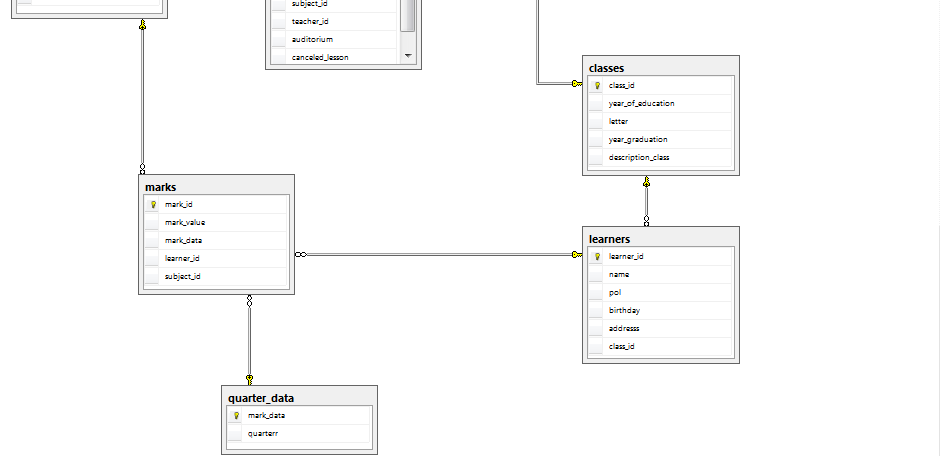 subject_id
teacher_id
auditorium
canceled_lesson
classes
class_id
year_of_education
letter
year_graduation
description_class
marks
mark_id
mark_value
mark_data
learner_id
subject_id
learners
learner_id
name
pol
birthday
addresss
class_id
quarter_data
mark_data
quarterr